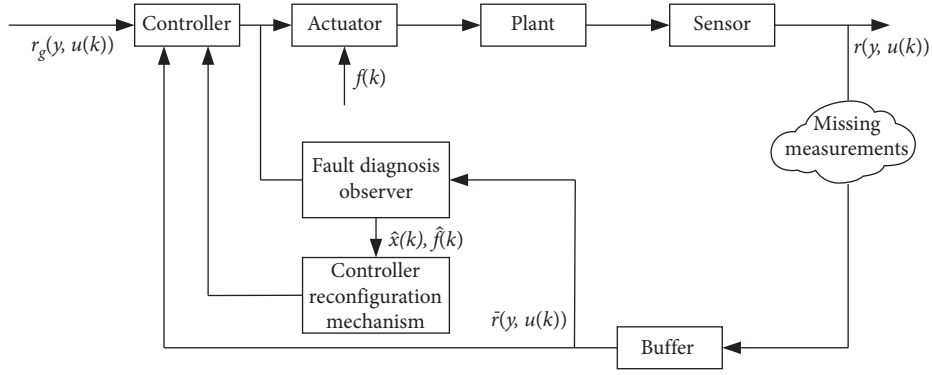 Controller
Actuator
Plant
Sensor
r_g(y, u(k))
r(y, u(k))
f(k)
Missing
measurements
Fault diagnosis
observer
x̂(k), f̂(k)
Controller
reconfiguration
mechanism
r̄(y, u(k))
Buffer